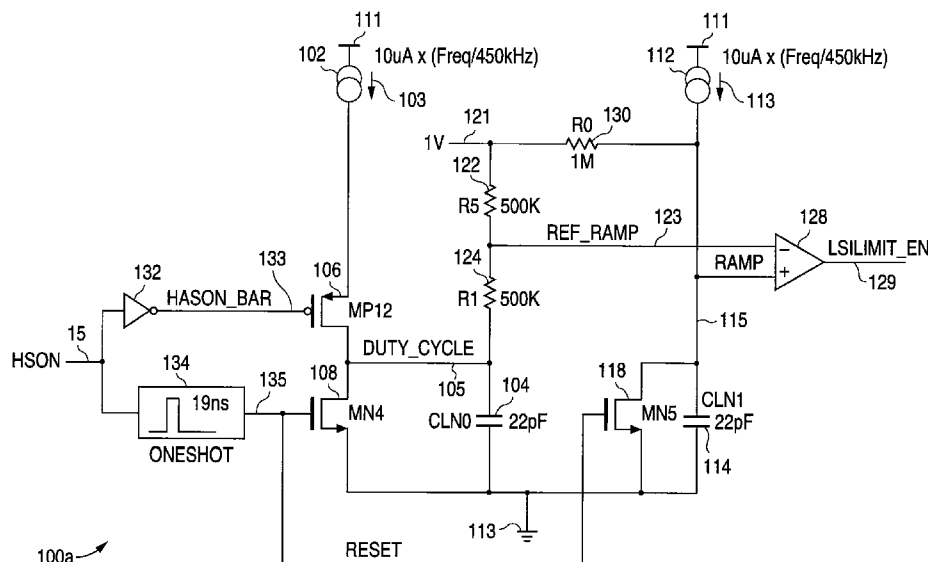 111
102
10uA x (Freq/450kHz)
103
111
112
10uA x (Freq/450kHz)
113
121
1V
R0
130
1M
122
R5
500K
REF_RAMP
123
128
LSILIMIT_EN
129
RAMP
132
HASON_BAR
133
106
MP12
124
R1
500K
115
15
HSON
134
19ns
ONESHOT
135
108
MN4
DUTY_CYCLE
105
104
CLN0
22pF
118
MN5
CLN1
22pF
114
113
RESET
100a